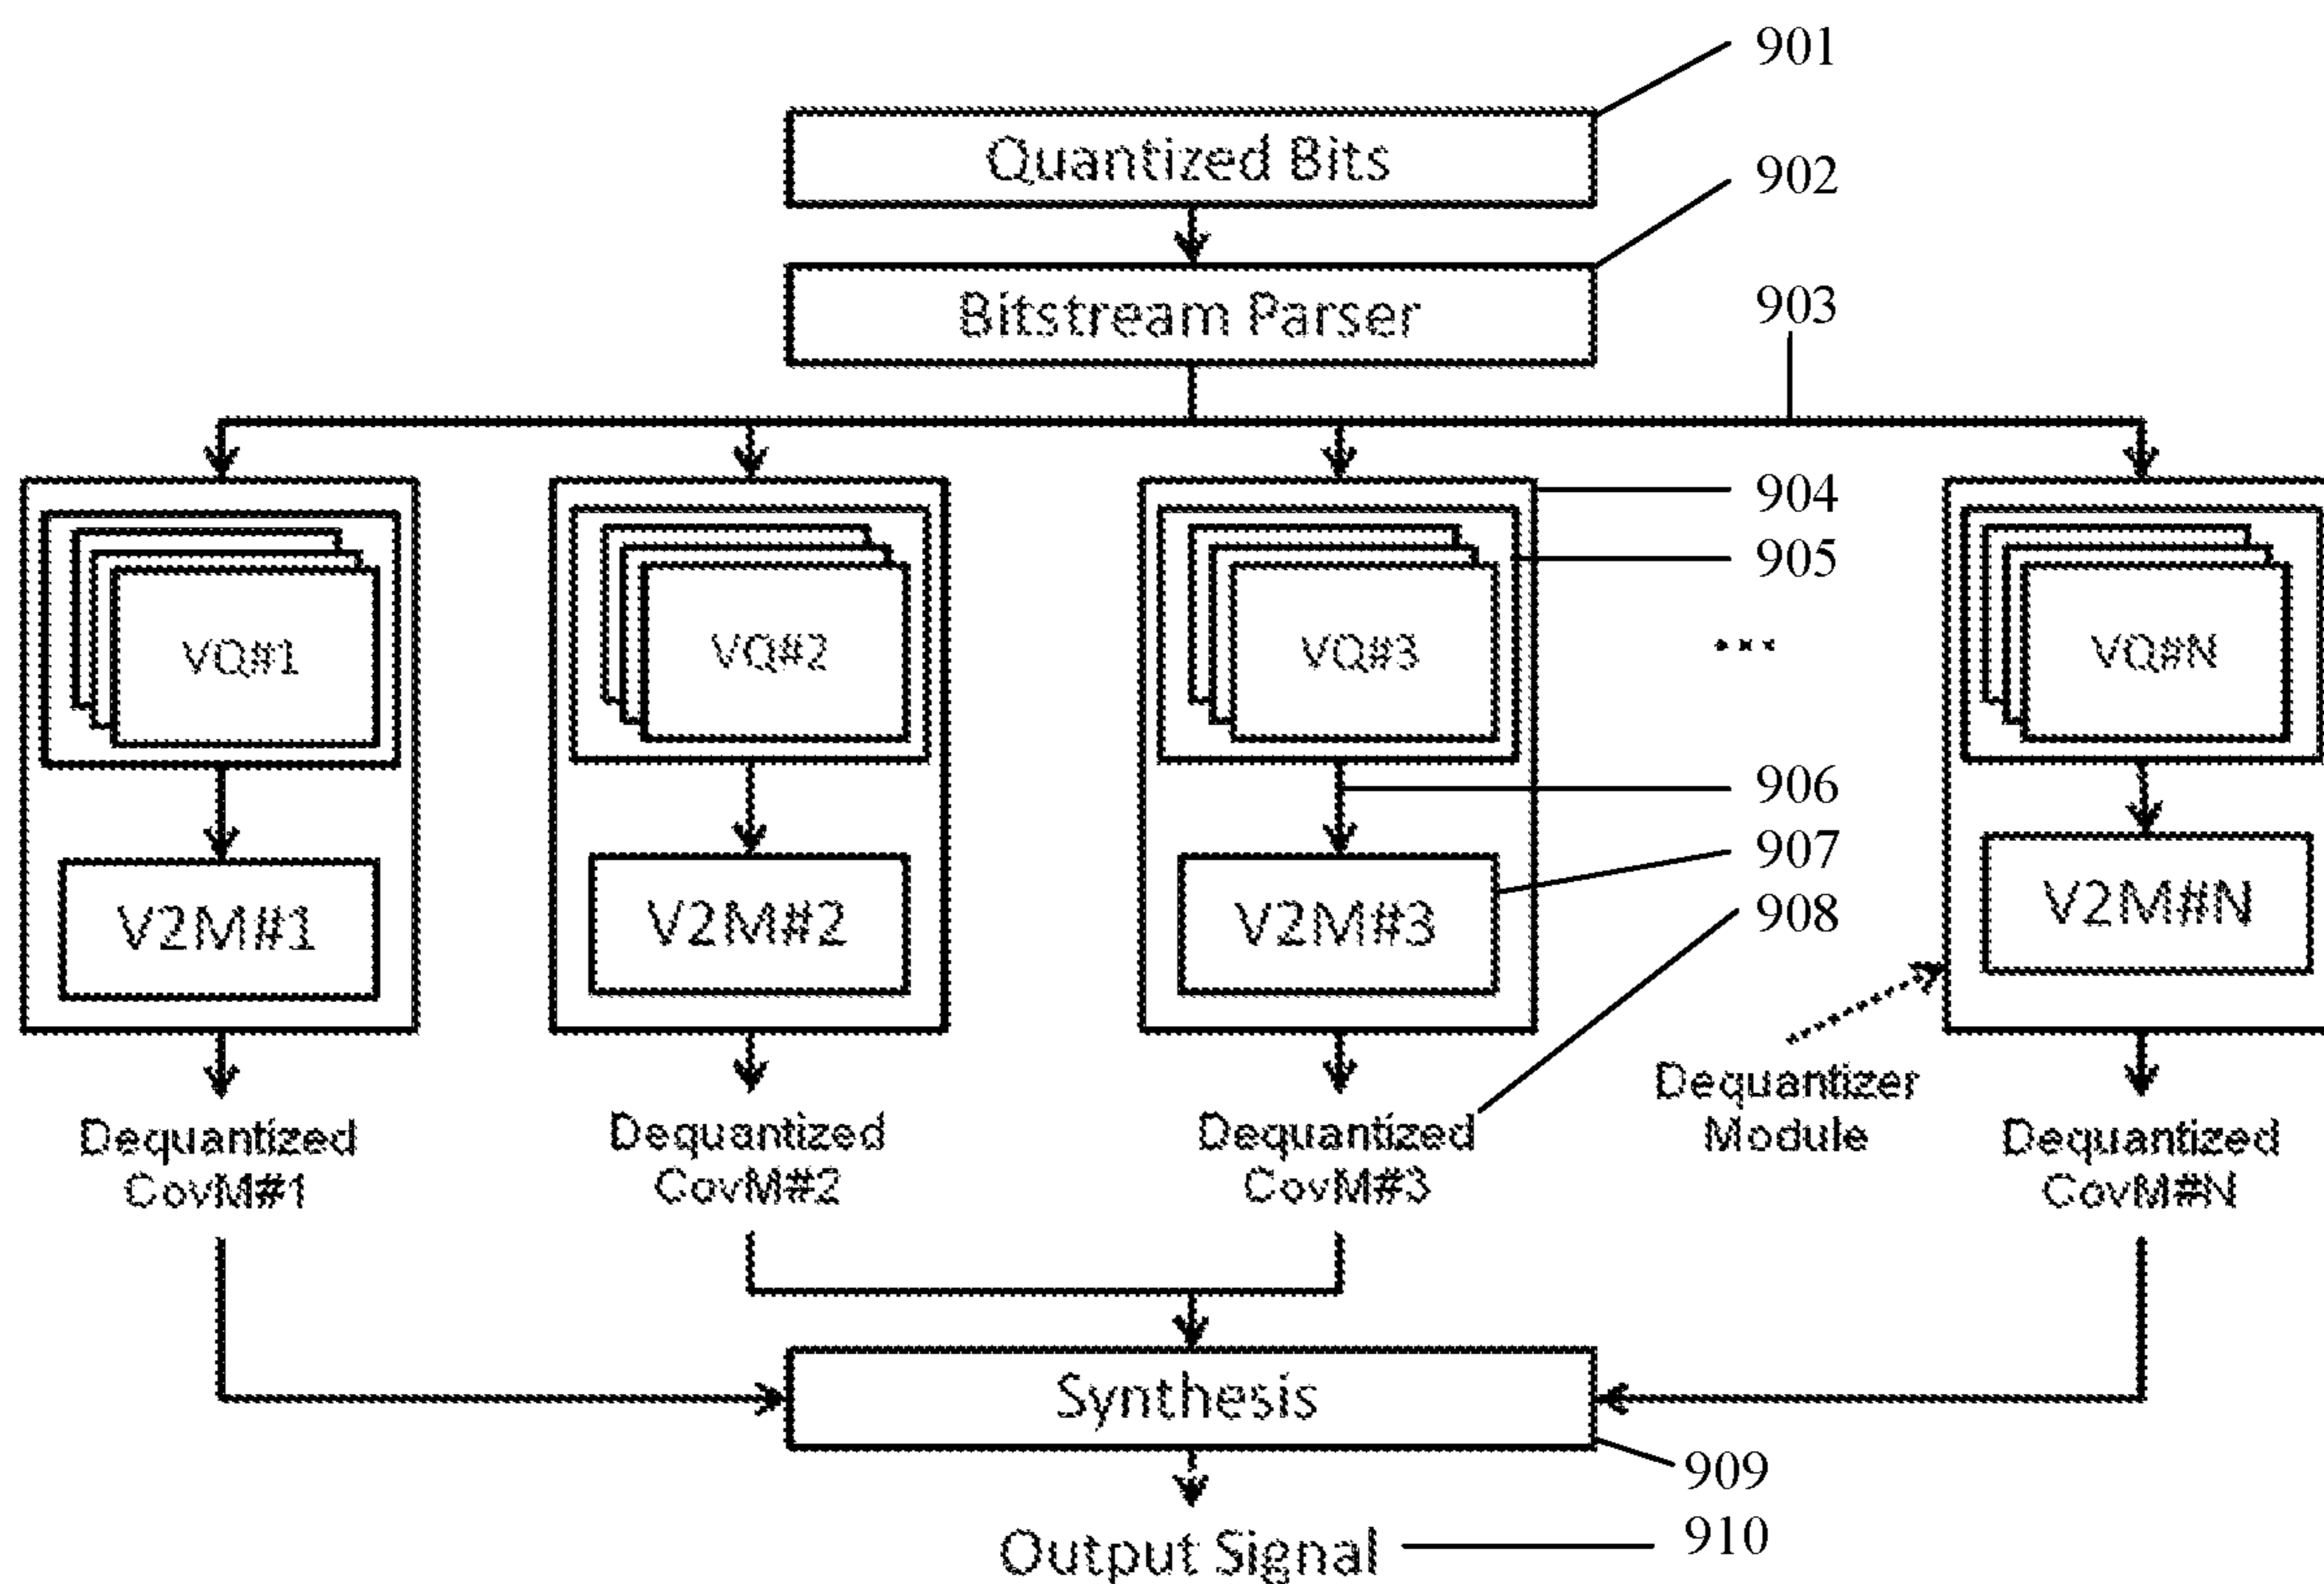 901
Quantized Bits
902
Bitstream Parser
903
904
905
VQ#1
VQ#2
VQ#3
...
VQ#N
906
907
908
V2M#1
V2M#2
V2M#3
V2M#N
Dequantizer
Module
Dequantized
CovM#1
Dequantized
CovM#2
Dequantized
CovM#3
Dequantized
CovM#N
Synthesis
909
Output Signal
910